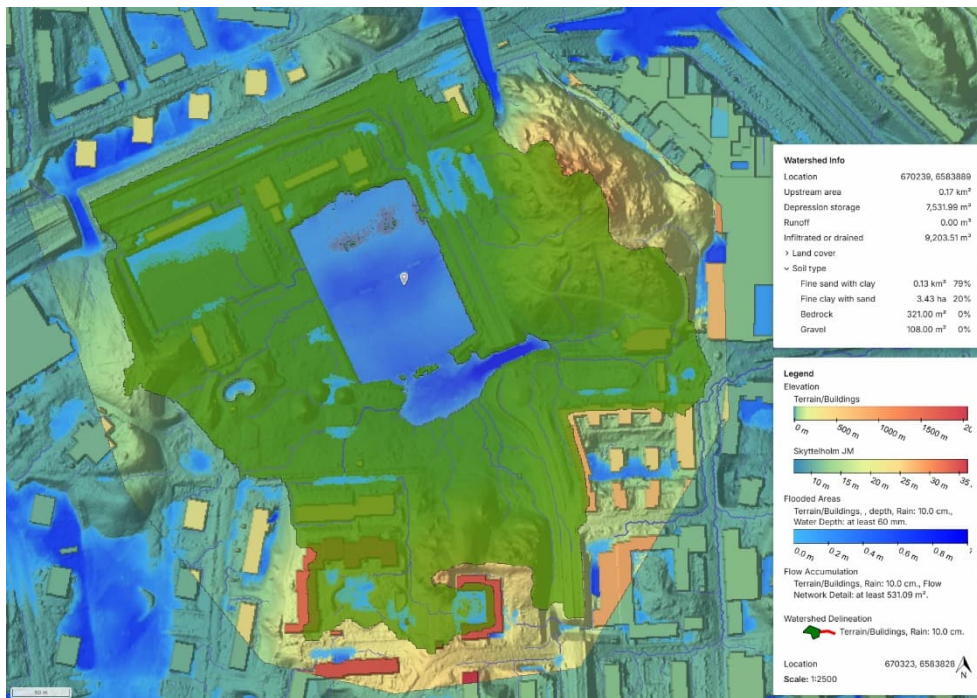 Watershed Info
Location 670239, 6583889
Upstream area 0.17 km²
Depression storage 7,531.99 m³
Runoff 0.00 m³
Infiltrated or drained 9,203.51 m³
> Land cover
Soil type
Fine sand with clay 0.13 km² 79%
Fine clay with sand 3.43 ha 20%
Bedrock 321.00 m² 0%
Gravel 108.00 m² 0%
Legend
Elevation
Terrain/Buildings
0 m 500 m 1000 m 1500 m 20
Skyttelholm JM
10 m 15 m 20 m 25 m 30 m 35
Flooded Areas
Terrain/Buildings, , depth, Rain: 10.0 cm.,
Water Depth: at least 60 mm.
0.0 m 0.2 m 0.4 m 0.6 m 0.8 m
Flow Accumulation
Terrain/Buildings, Rain: 10.0 cm., Flow
Network Detail: at least 531.09 m².
Watershed Delineation
Terrain/Buildings, Rain: 10.0 cm.
Location 670323, 6583828
Scale: 1:2500
N
50 m